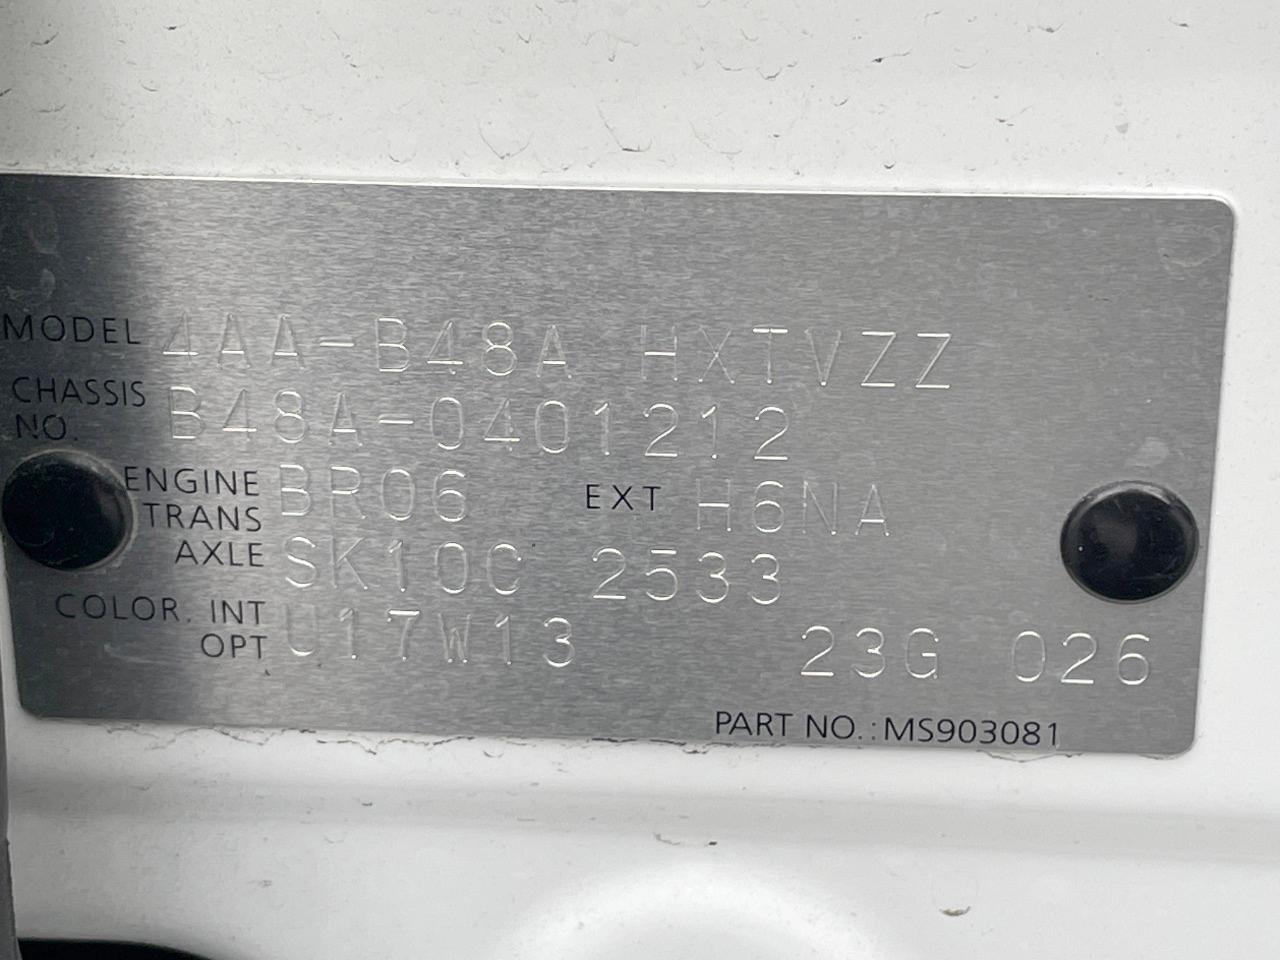 MODEL 4AA-B48A HXTVZZ
CHASSIS NO. B48A-0401212
ENGINE BR06 EXT H6NA
TRANS AXLE SK10C 2533
COLOR. INT OPT U17W13 23G 026
PART NO.:MS903081